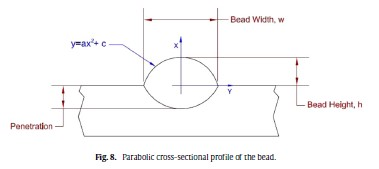 Bead Width, w
y=ax²+ c
X
Y
Bead Height, h
Penetration
Fig. 8. Parabolic cross-sectional profile of the bead.